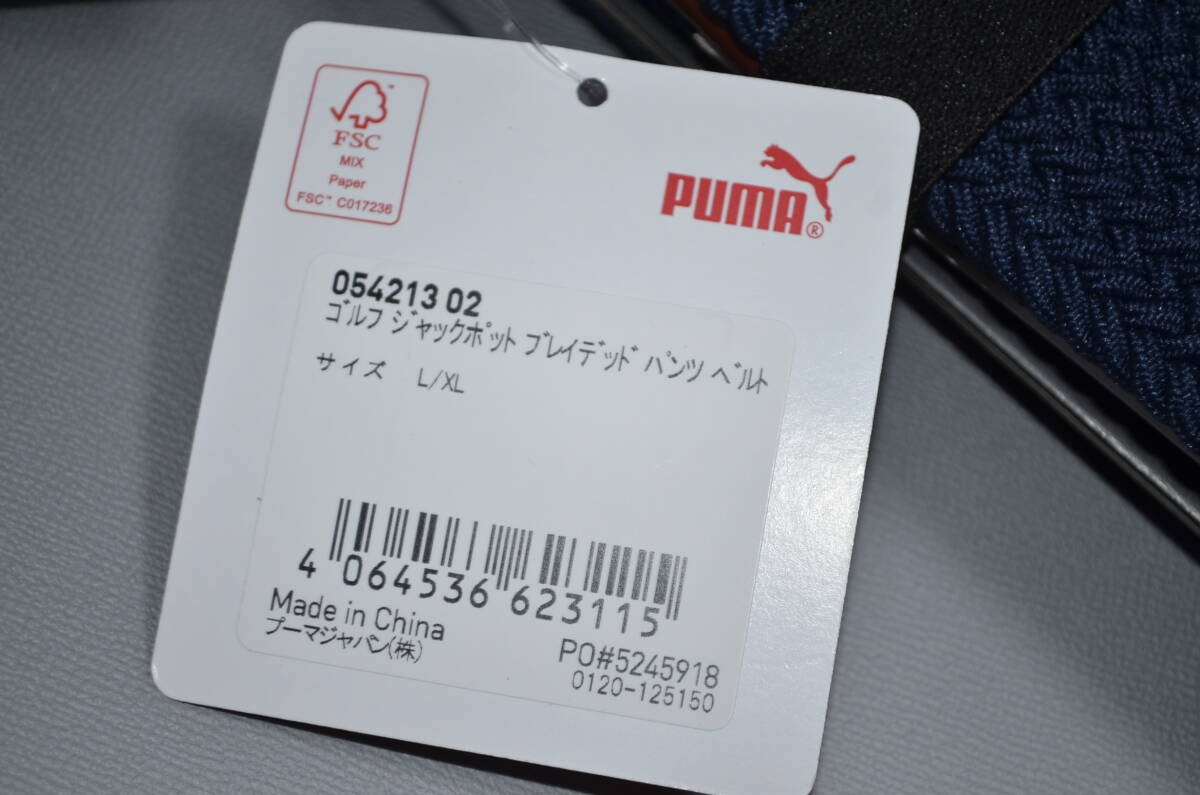 FSC
MIX
Paper
FSC™ C017236
PUMA®
054213 02
ゴルフ ジャックポット ブレイデッド パンツ ベルト
サイズ L/XL
4 064536 623115
Made in China
プーマジャパン(株)
PO#5245918
0120-125150